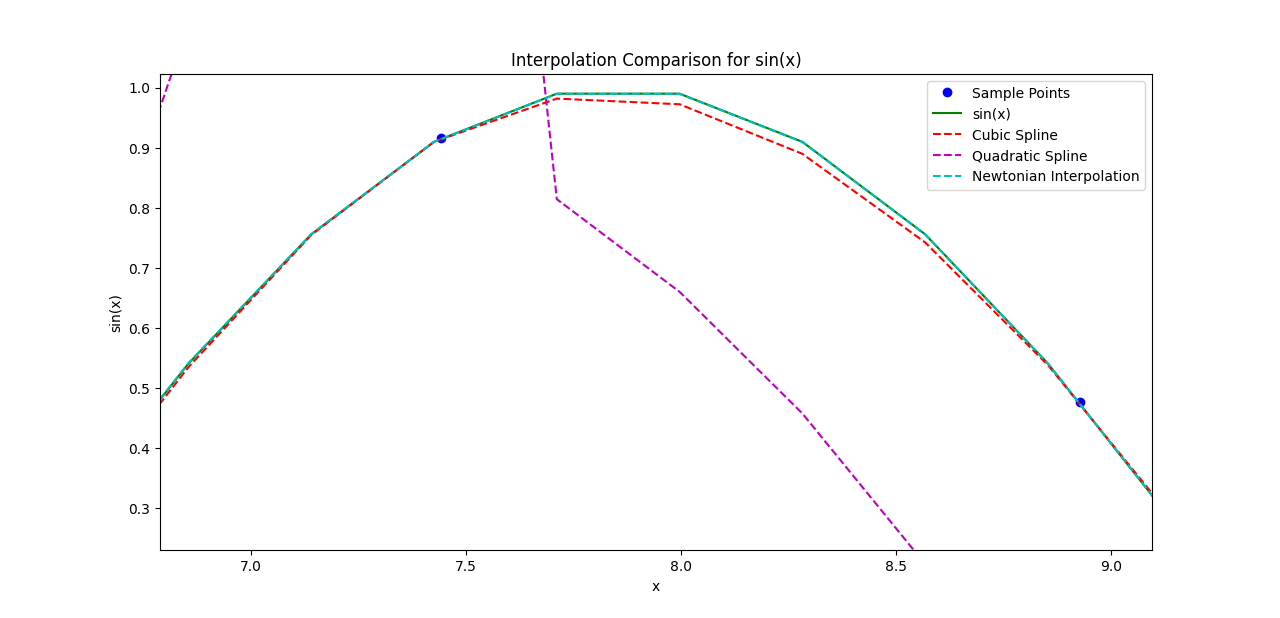 Interpolation Comparison for sin(x)
Sample Points
sin(x)
Cubic Spline
Quadratic Spline
Newtonian Interpolation
sin(x)
1.0
0.9
0.8
0.7
0.6
0.5
0.4
0.3
7.0 7.5 8.0 8.5 9.0
x